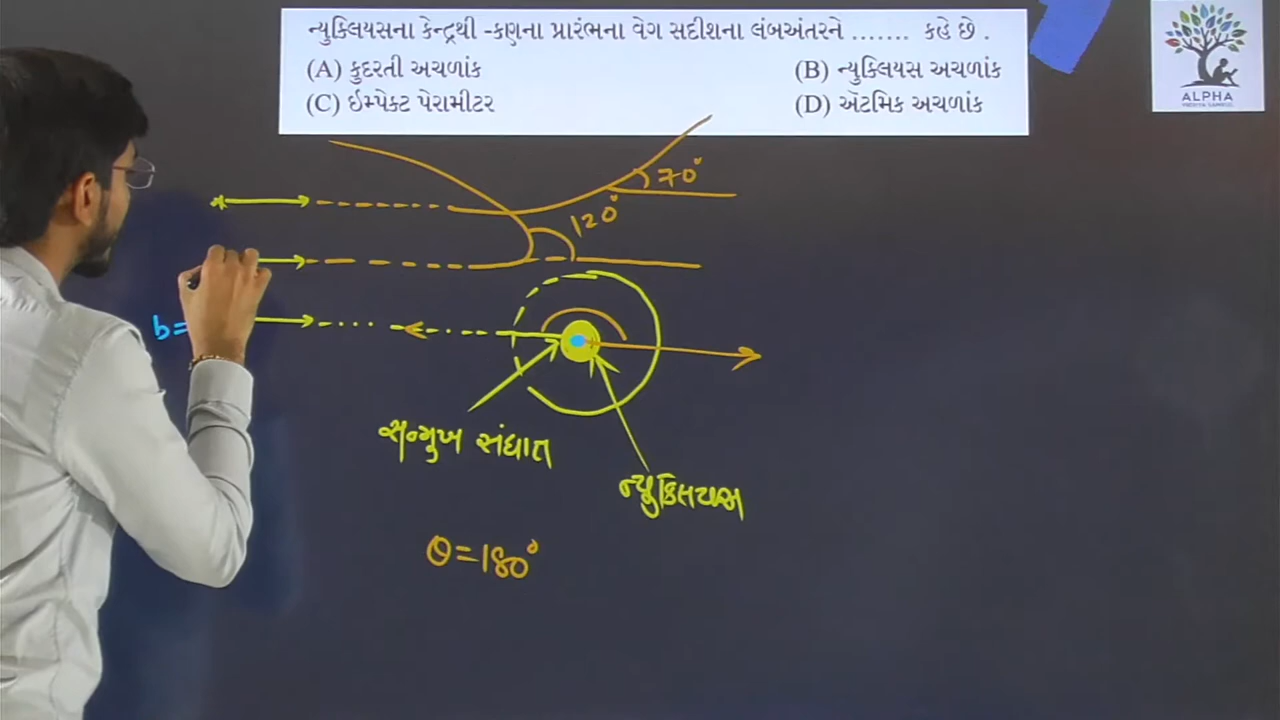 ન્યુક્લિયસના કેન્દ્રથી -કણના પ્રારંભના વેગ સદીશના લંબઅંતરને ....... કહે છે .
(A) કુદરતી અચળાંક (B) ન્યુક્લિયસ અચળાંક
(C) ઇમ્પેક્ટ પેરામીટર (D) ઍટમિક અચળાંક
ALPHA
70°
120°
b=
સન્મુખ સંઘાત
ન્યુક્લિયસ
θ=180°